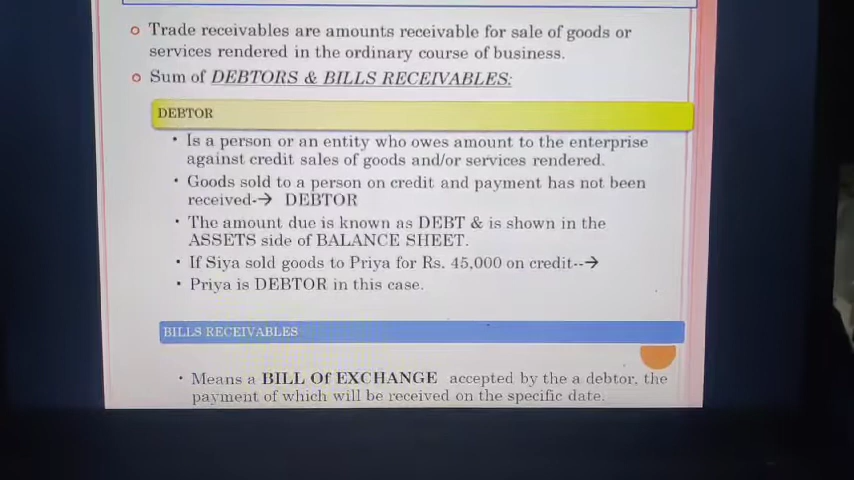 Trade receivables are amounts receivable for sale of goods or
services rendered in the ordinary course of business.
Sum of DEBTORS & BILLS RECEIVABLES:
DEBTOR
• Is a person or an entity who owes amount to the enterprise
against credit sales of goods and/or services rendered.
• Goods sold to a person on credit and payment has not been
received-→ DEBTOR
• The amount due is known as DEBT & is shown in the
ASSETS side of BALANCE SHEET.
• If Siya sold goods to Priya for Rs. 45,000 on credit--→
• Priya is DEBTOR in this case.
BILLS RECEIVABLES
• Means a BILL Of EXCHANGE accepted by the a debtor, the
payment of which will be received on the specific date.